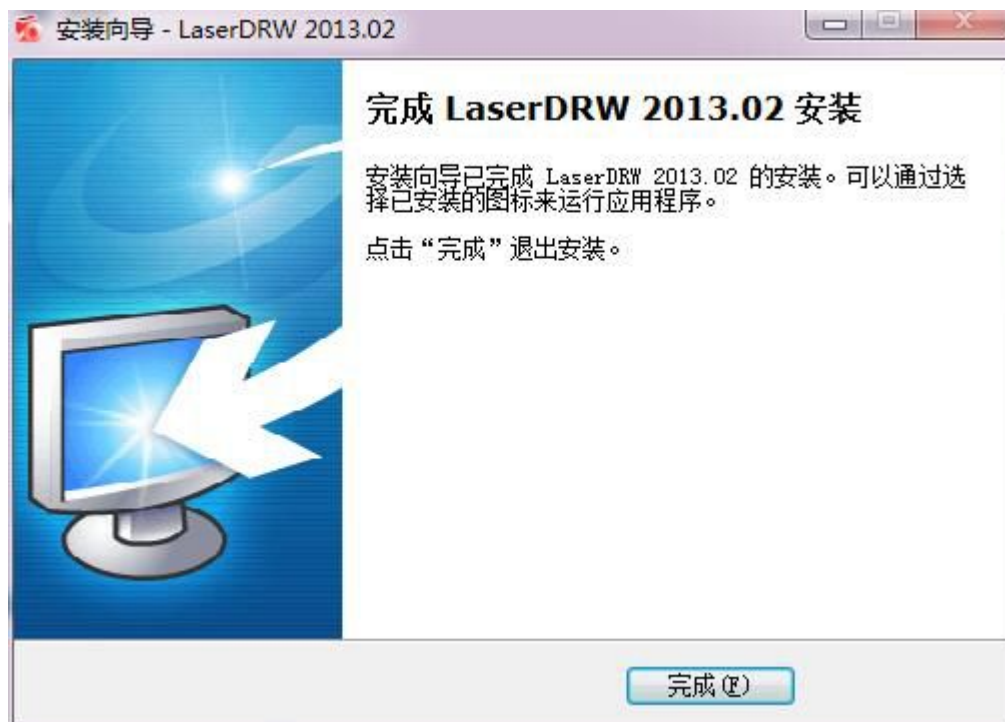 安装向导 - LaserDRW 2013.02
完成 LaserDRW 2013.02 安装
安装向导已完成 LaserDRW 2013.02 的安装。可以通过选
择已安装的图标来运行应用程序。
点击“完成”退出安装。
完成(F)